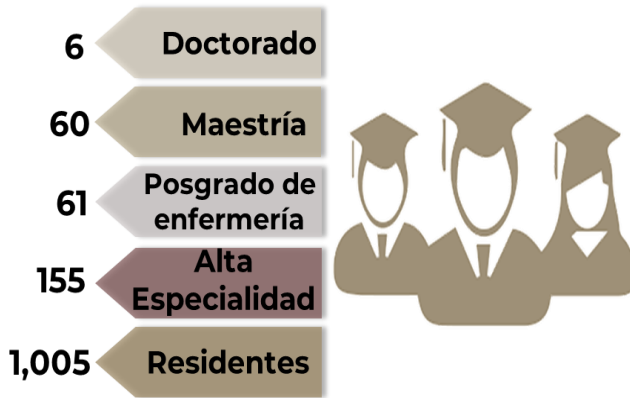 6 Doctorado
60 Maestría
61 Posgrado de
enfermería
155 Alta
Especialidad
1,005 Residentes